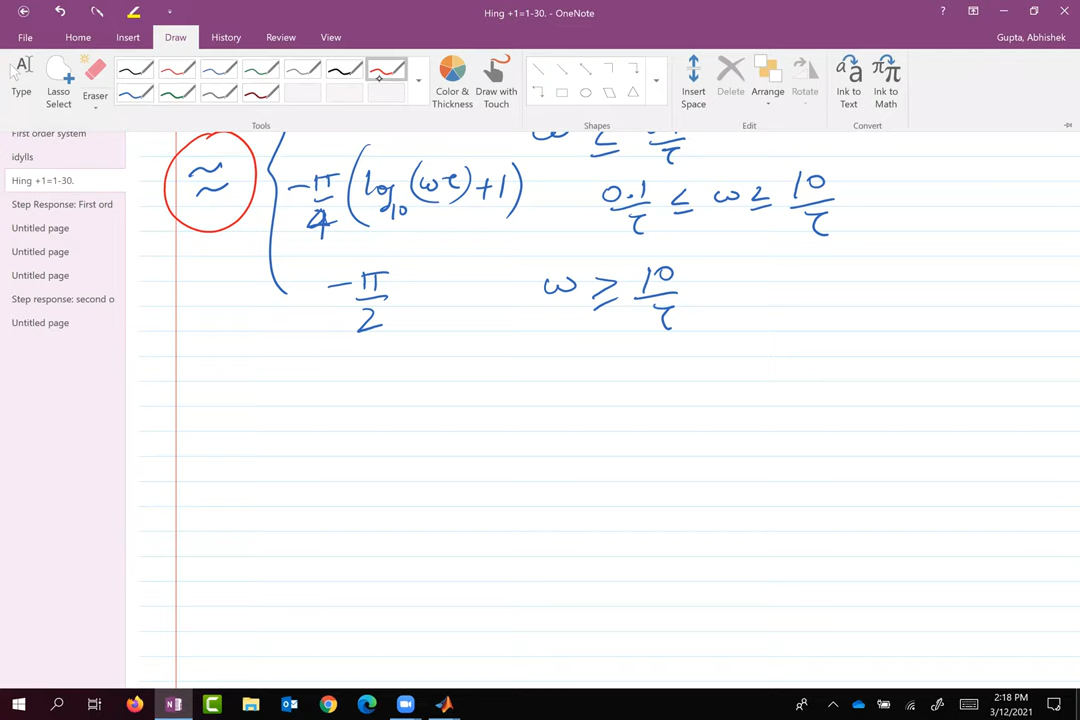 Hing +1=1-30. - OneNote
File Home Insert Draw History Review View Gupta, Abhishek
Type Lasso Select Eraser Color & Thickness Draw with Touch Insert Space Delete Arrange Rotate Ink to Text Ink to Math
Tools Shapes Edit Convert
First order system
idylls
Hing +1=1-30.
Step Response: First ord
Untitled page
Untitled page
Untitled page
Step response: second o
Untitled page
≈ { -π/4 (log₁₀(ωτ)+1) 0.1/τ ≤ ω ≥ 10/τ
-π/2 ω ≥ 10/τ
2:18 PM
3/12/2021